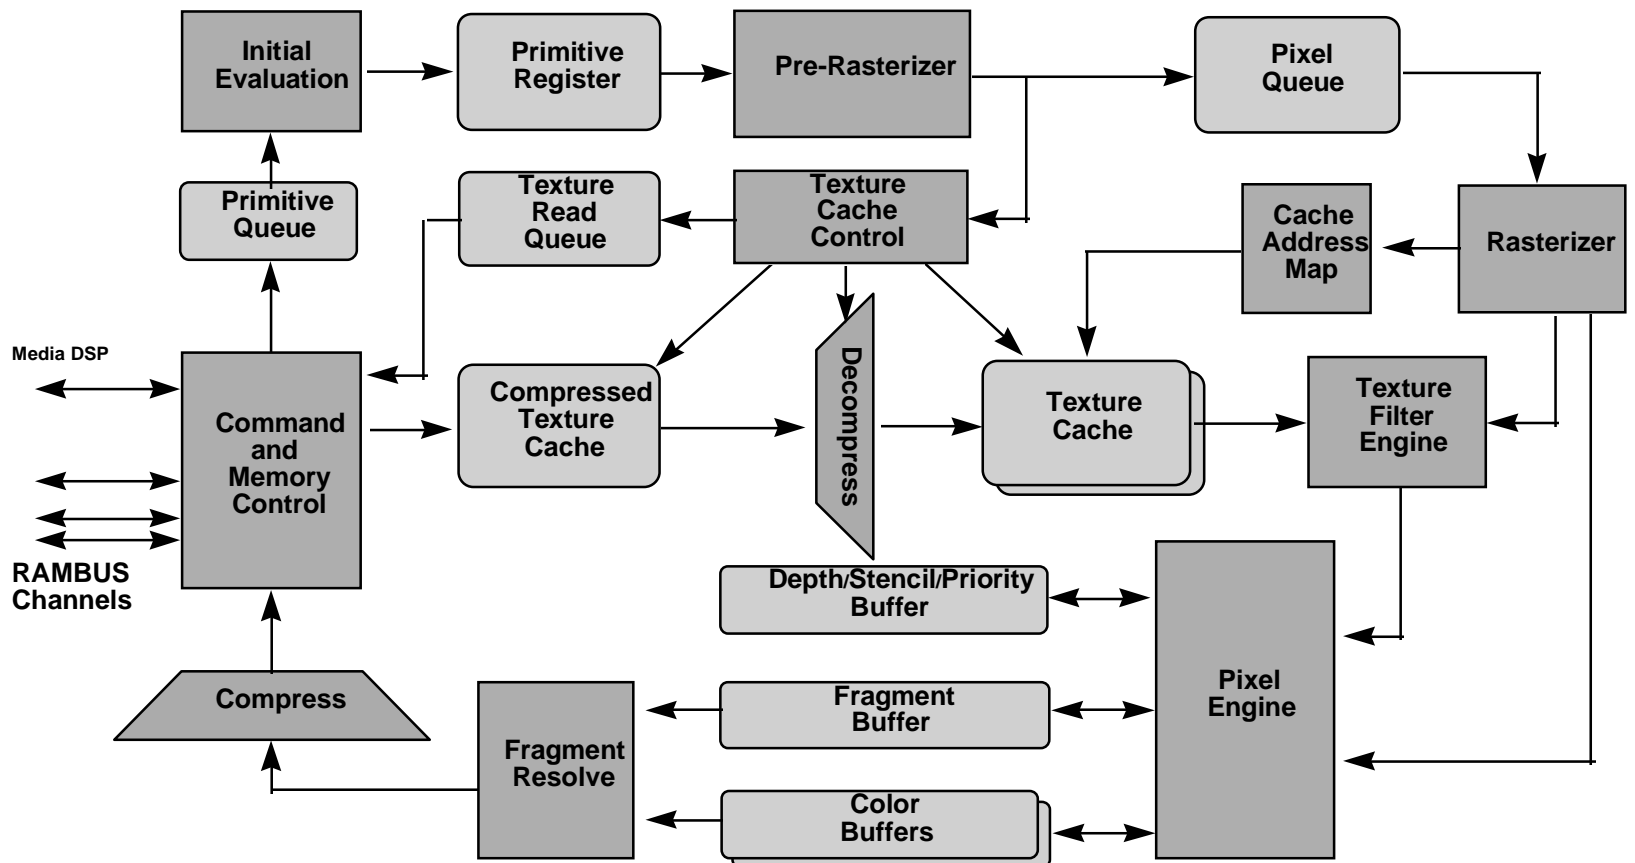 Initial
Evaluation
Primitive
Register
Pre-Rasterizer
Pixel
Queue
Primitive
Queue
Texture
Read
Queue
Texture
Cache
Control
Cache
Address
Map
Rasterizer
Media DSP
Command
and
Memory
Control
Compressed
Texture
Cache
Decompress
Texture
Cache
Texture
Filter
Engine
RAMBUS
Channels
Depth/Stencil/Priority
Buffer
Compress
Fragment
Resolve
Fragment
Buffer
Pixel
Engine
Color
Buffers